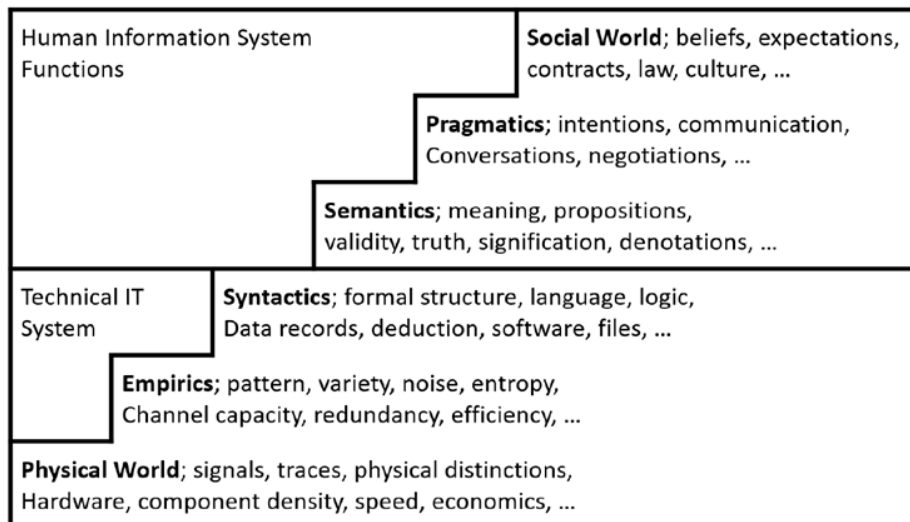 Human Information System
Functions
Social World; beliefs, expectations,
contracts, law, culture, ...
Pragmatics; intentions, communication,
Conversations, negotiations, ...
Semantics; meaning, propositions,
validity, truth, signification, denotations, ...
Technical IT
System
Syntactics; formal structure, language, logic,
Data records, deduction, software, files, ...
Empirics; pattern, variety, noise, entropy,
Channel capacity, redundancy, efficiency, ...
Physical World; signals, traces, physical distinctions,
Hardware, component density, speed, economics, ...